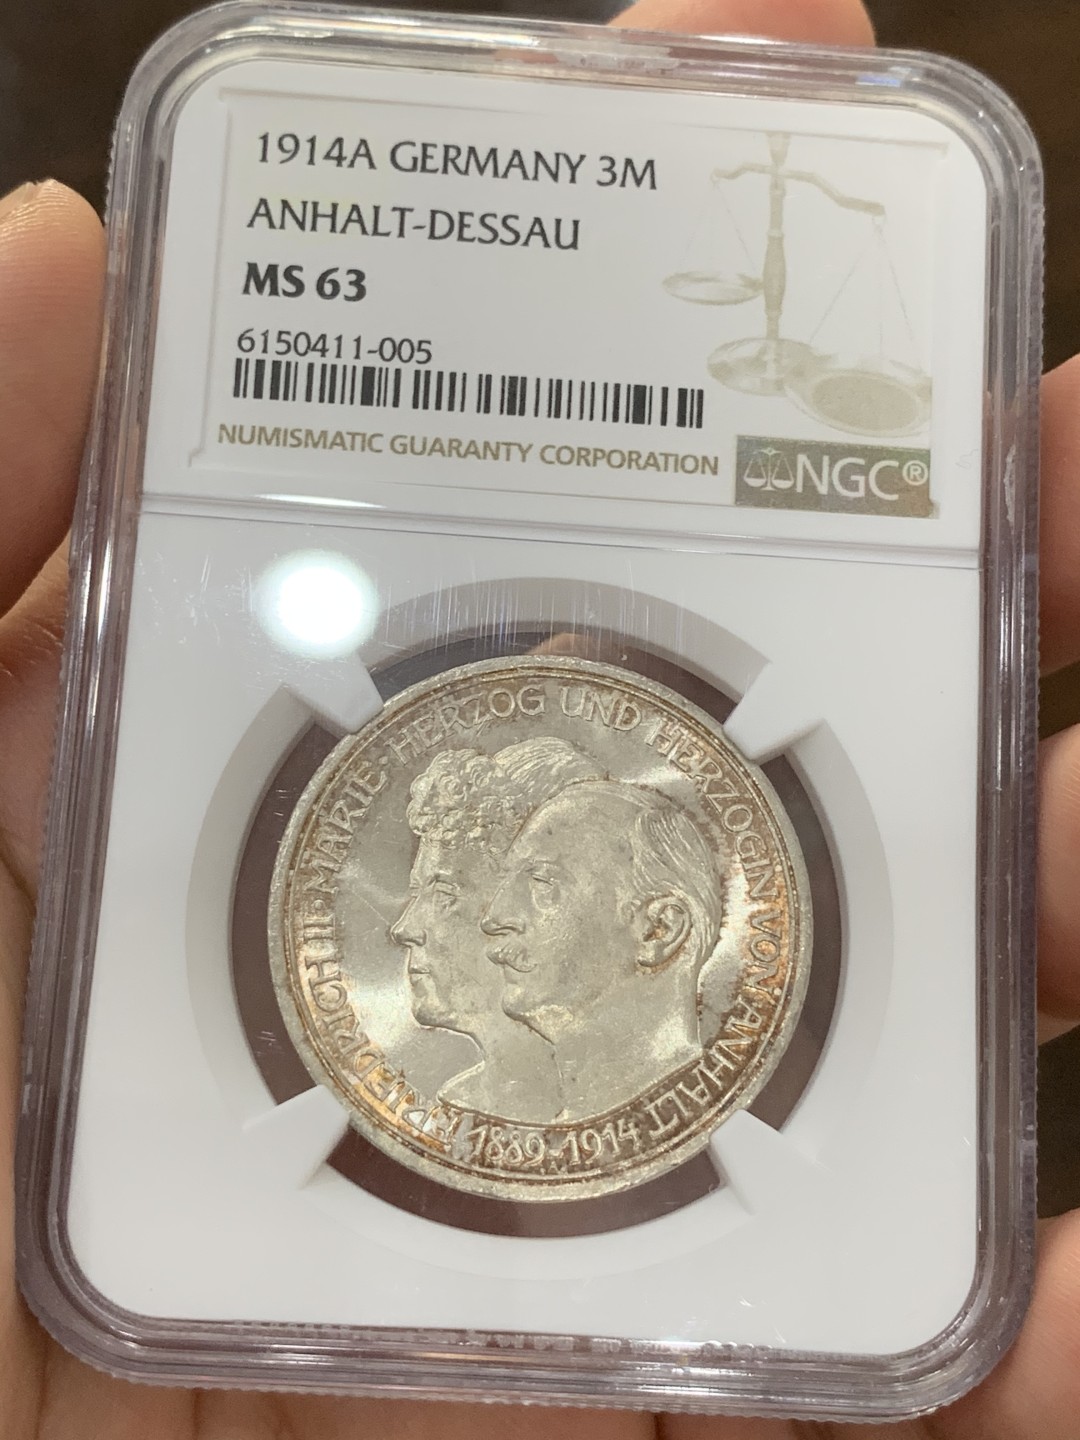 1914A GERMANY 3M
ANHALT-DESSAU
MS 63
6150411-005
NUMISMATIC GUARANTY CORPORATION
NGC®
FRIEDRICH II·MARIE·HERZOG UND HERZOGIN VON ANHALT
1889-1914